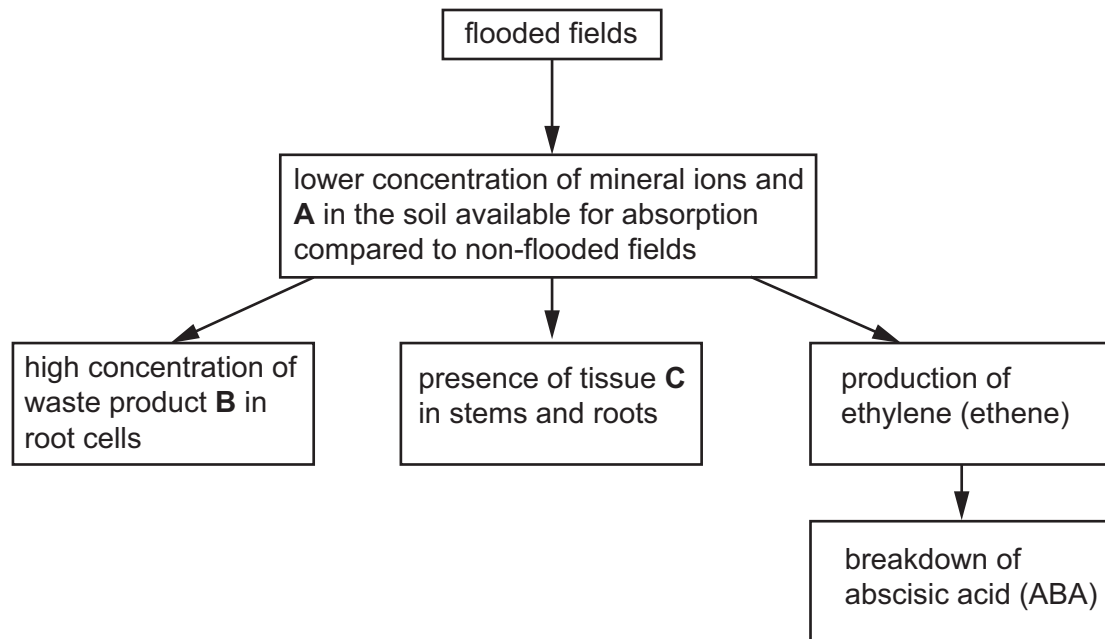 flooded fields
lower concentration of mineral ions and
A in the soil available for absorption
compared to non-flooded fields
high concentration of
waste product B in
root cells
presence of tissue C
in stems and roots
production of
ethylene (ethene)
breakdown of
abscisic acid (ABA)